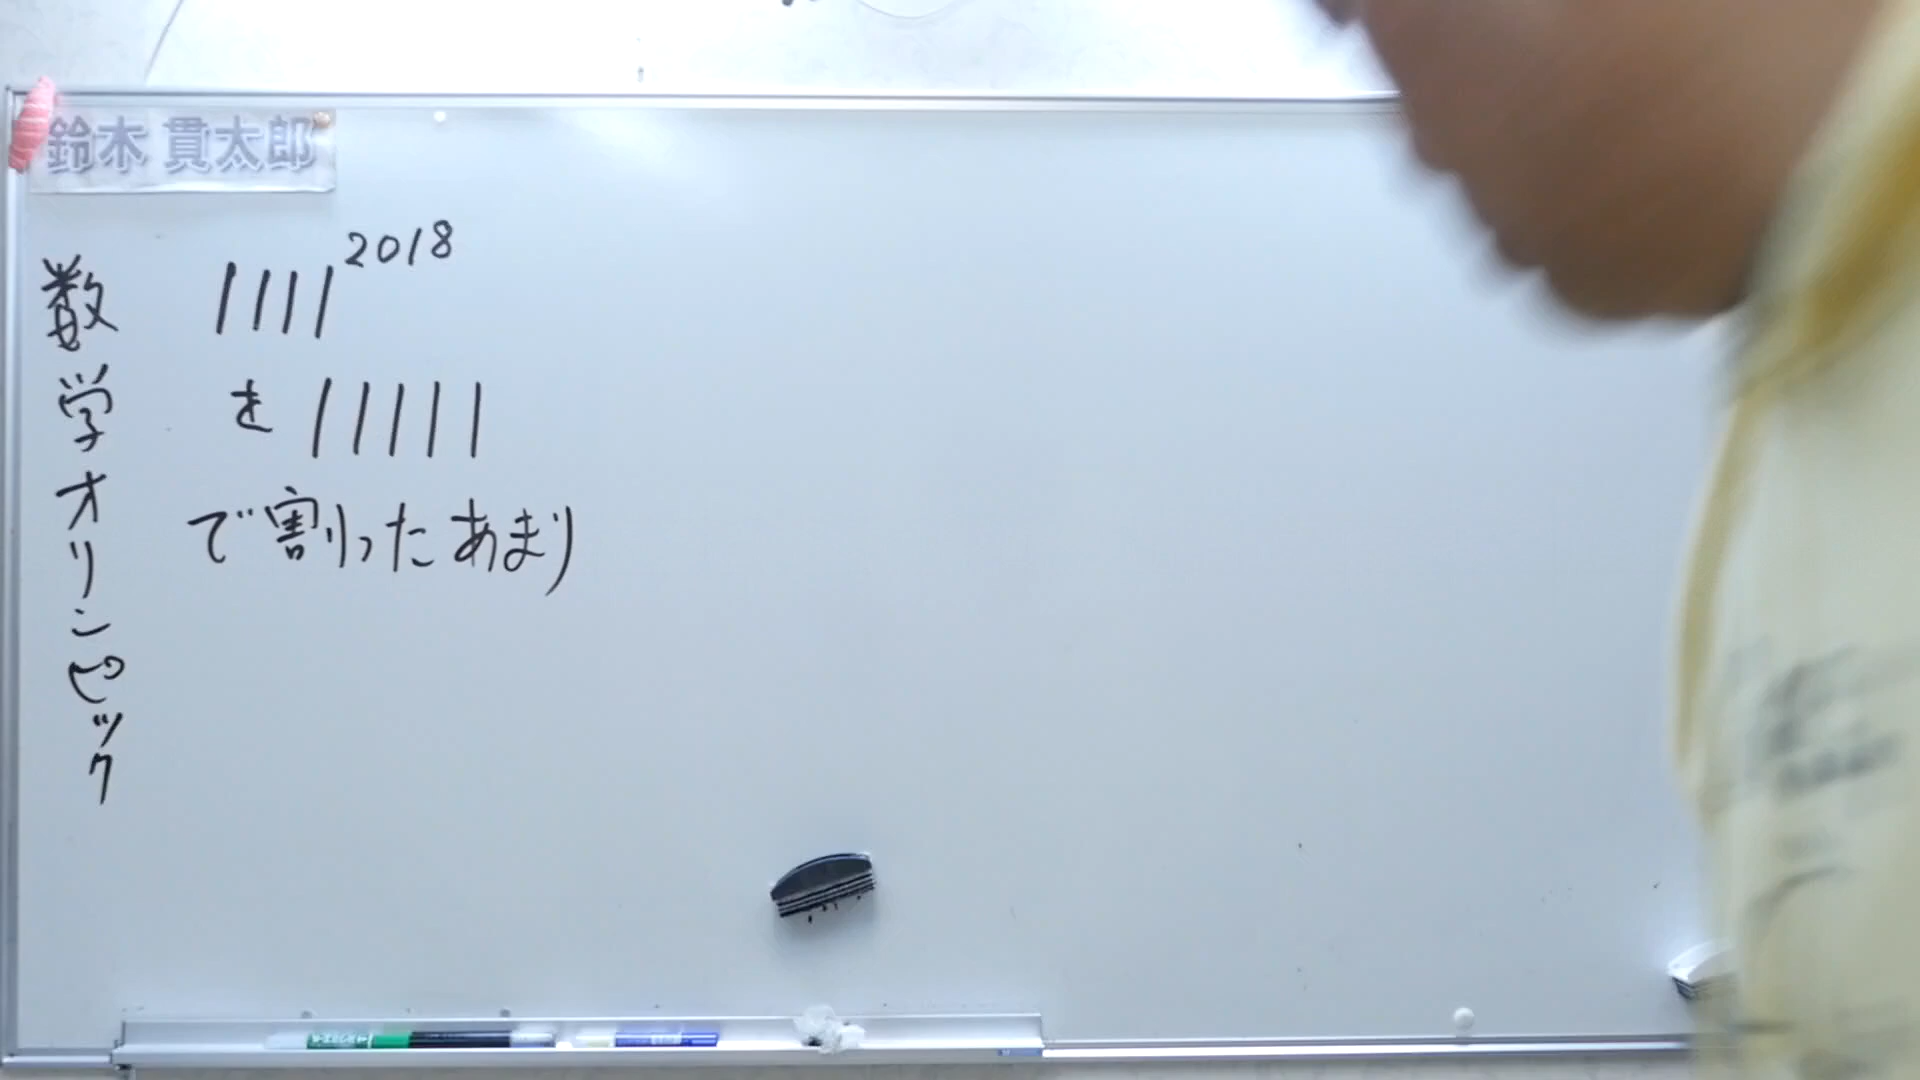 鈴木 貫太郎
数学オリンピック
1111^2018
を 11111
で割ったあまり